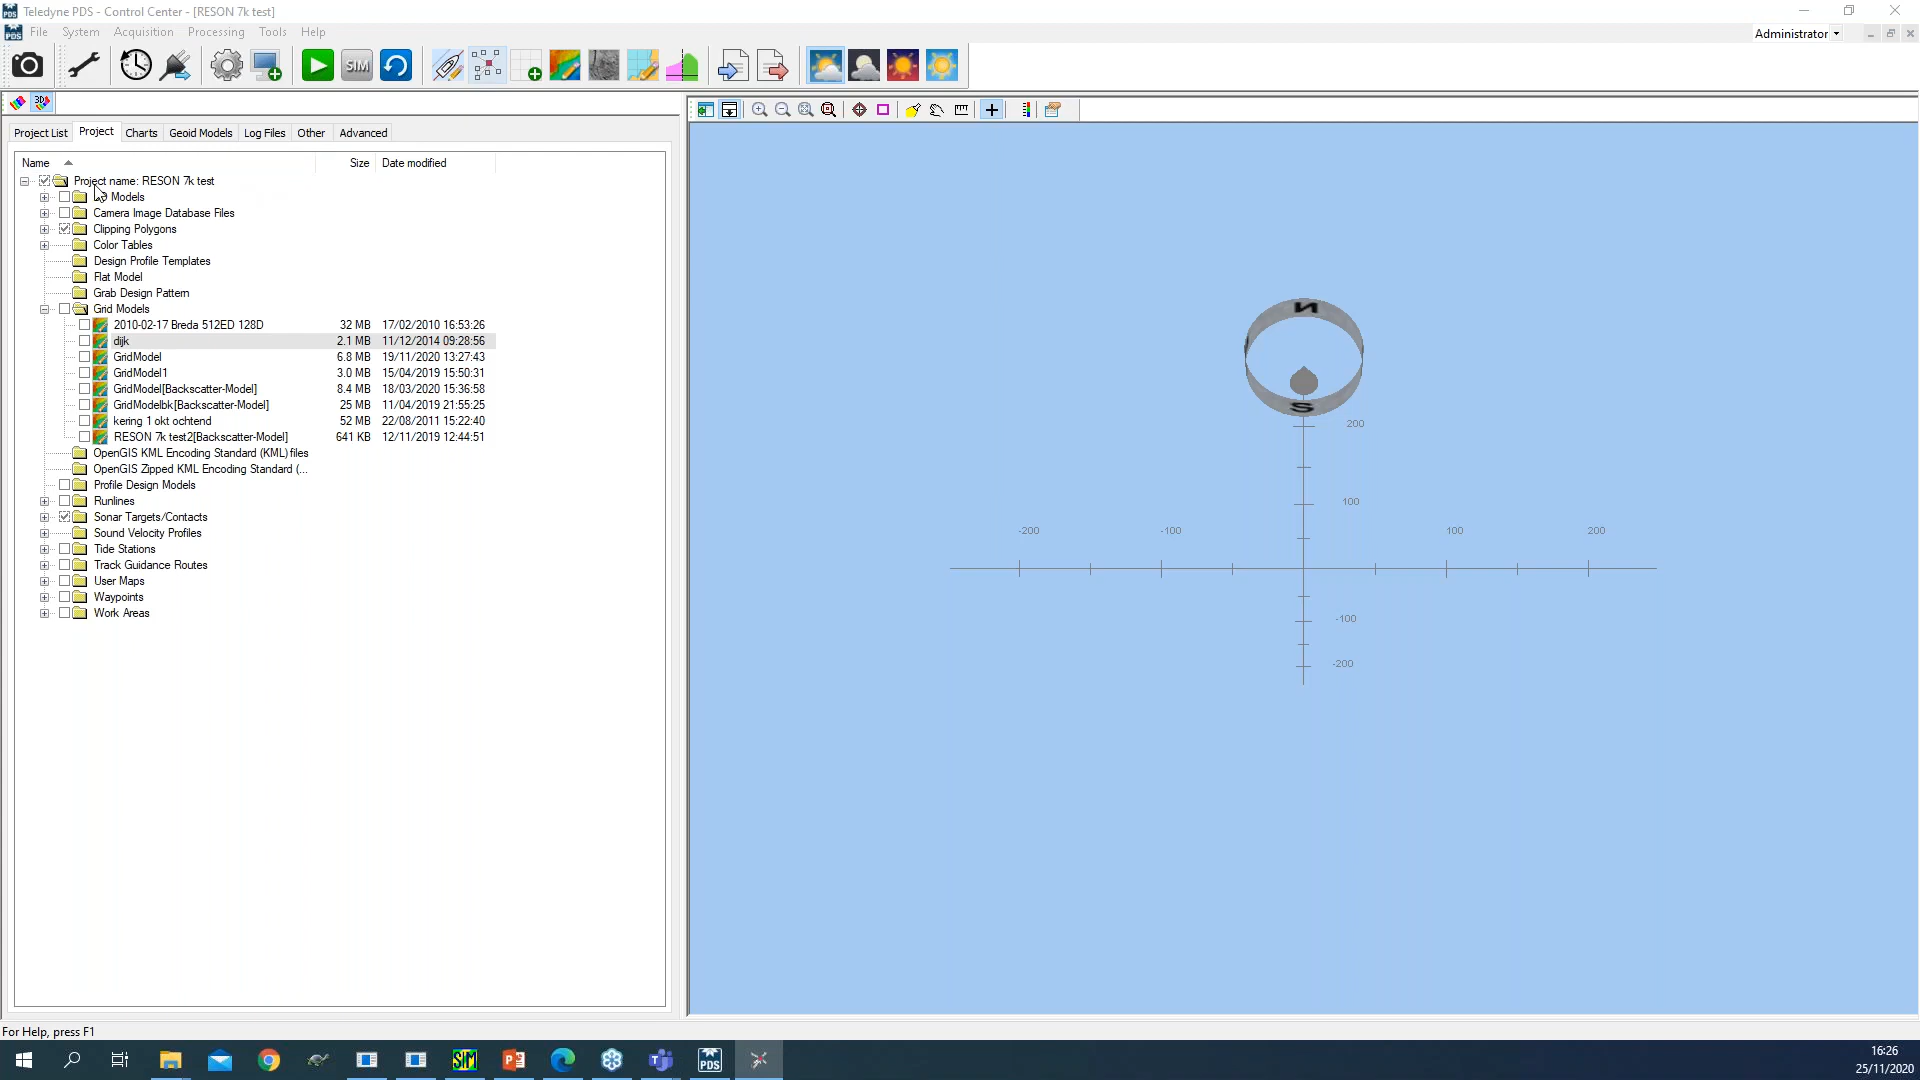 Teledyne PDS - Control Center - [RESON 7k test]
File System Acquisition Processing Tools Help
Administrator
SIM
3D
Project List Project Charts Geoid Models Log Files Other Advanced
Name Size Date modified
Project name: RESON 7k test
Models
Camera Image Database Files
Clipping Polygons
Color Tables
Design Profile Templates
Flat Model
Grab Design Pattern
Grid Models
2010-02-17 Breda 512ED 128D 32 MB 17/02/2010 16:53:26
dijk 2.1 MB 11/12/2014 09:28:56
GridModel 6.8 MB 19/11/2020 13:27:43
GridModel1 3.0 MB 15/04/2019 15:50:31
GridModel[Backscatter-Model] 8.4 MB 18/03/2020 15:36:58
GridModelbk[Backscatter-Model] 25 MB 11/04/2019 21:55:25
kering 1 okt ochtend 52 MB 22/08/2011 15:22:40
RESON 7k test2[Backscatter-Model] 641 KB 12/11/2019 12:44:51
OpenGIS KML Encoding Standard (KML) files
OpenGIS Zipped KML Encoding Standard (...
Profile Design Models
Runlines
Sonar Targets/Contacts
Sound Velocity Profiles
Tide Stations
Track Guidance Routes
User Maps
Waypoints
Work Areas
N
S
200
100
-200 -100 100 200
-100
-200
For Help, press F1
SIM
PDS
16:26
25/11/2020